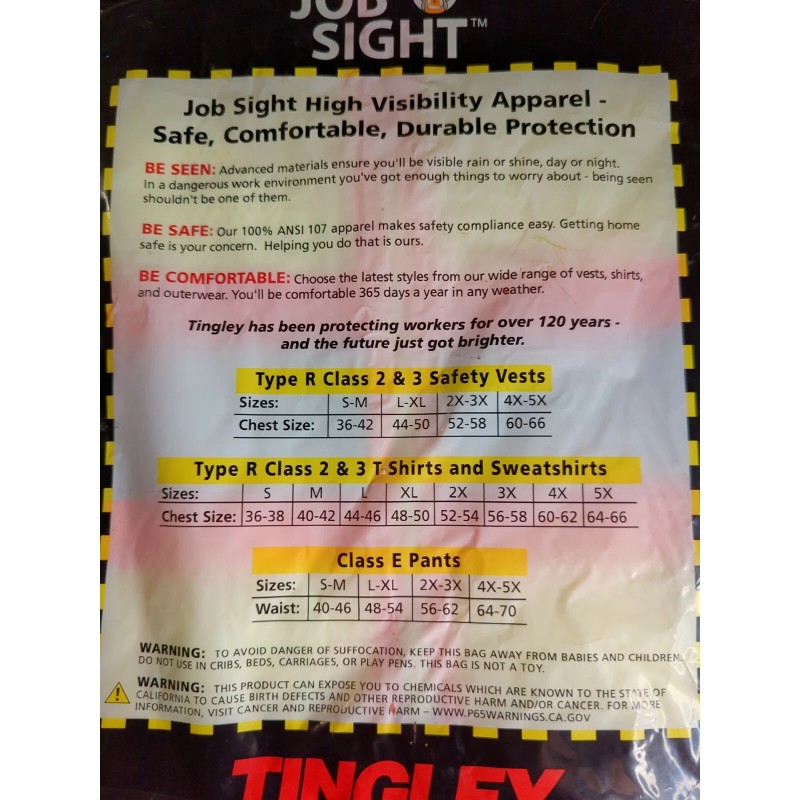 JOB
SIGHT™
Job Sight High Visibility Apparel -
Safe, Comfortable, Durable Protection
BE SEEN: Advanced materials ensure you'll be visible rain or shine, day or night.
In a dangerous work environment you've got enough things to worry about - being seen
shouldn't be one of them.
BE SAFE: Our 100% ANSI 107 apparel makes safety compliance easy. Getting home
safe is your concern. Helping you do that is ours.
BE COMFORTABLE: Choose the latest styles from our wide range of vests, shirts,
and outerwear. You'll be comfortable 365 days a year in any weather.
Tingley has been protecting workers for over 120 years -
and the future just got brighter.
Type R Class 2 & 3 Safety Vests
Sizes: S-M L-XL 2X-3X 4X-5X
Chest Size: 36-42 44-50 52-58 60-66
Type R Class 2 & 3 T Shirts and Sweatshirts
Sizes: S M L XL 2X 3X 4X 5X
Chest Size: 36-38 40-42 44-46 48-50 52-54 56-58 60-62 64-66
Class E Pants
Sizes: S-M L-XL 2X-3X 4X-5X
Waist: 40-46 48-54 56-62 64-70
WARNING: TO AVOID DANGER OF SUFFOCATION, KEEP THIS BAG AWAY FROM BABIES AND CHILDREN.
DO NOT USE IN CRIBS, BEDS, CARRIAGES, OR PLAY PENS. THIS BAG IS NOT A TOY.
WARNING: THIS PRODUCT CAN EXPOSE YOU TO CHEMICALS WHICH ARE KNOWN TO THE STATE OF
CALIFORNIA TO CAUSE BIRTH DEFECTS AND OTHER REPRODUCTIVE HARM AND/OR CANCER. FOR MORE
INFORMATION, VISIT CANCER AND REPRODUCTIVE HARM – WWW.P65WARNINGS.CA.GOV
TINGLEY